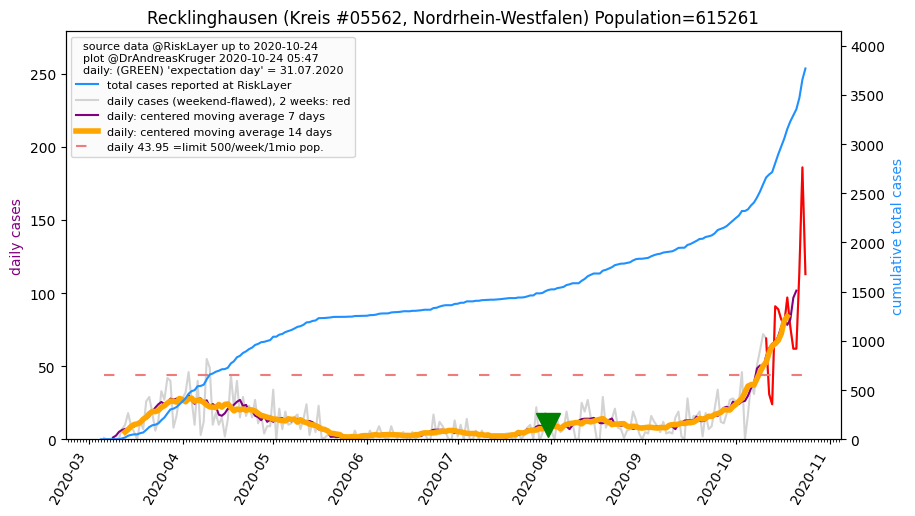 Recklinghausen (Kreis #05562, Nordrhein-Westfalen) Population=615261
source data @RiskLayer up to 2020-10-24
plot @DrAndreasKruger 2020-10-24 05:47
daily: (GREEN) 'expectation day' = 31.07.2020
total cases reported at RiskLayer
daily cases (weekend-flawed), 2 weeks: red
daily: centered moving average 7 days
daily: centered moving average 14 days
daily 43.95 =limit 500/week/1mio pop.
daily cases
250
200
150
100
50
0
4000
3500
3000
2500
2000
1500
1000
500
0
cumulative total cases
2020-03
2020-04
2020-05
2020-06
2020-07
2020-08
2020-09
2020-10
2020-11